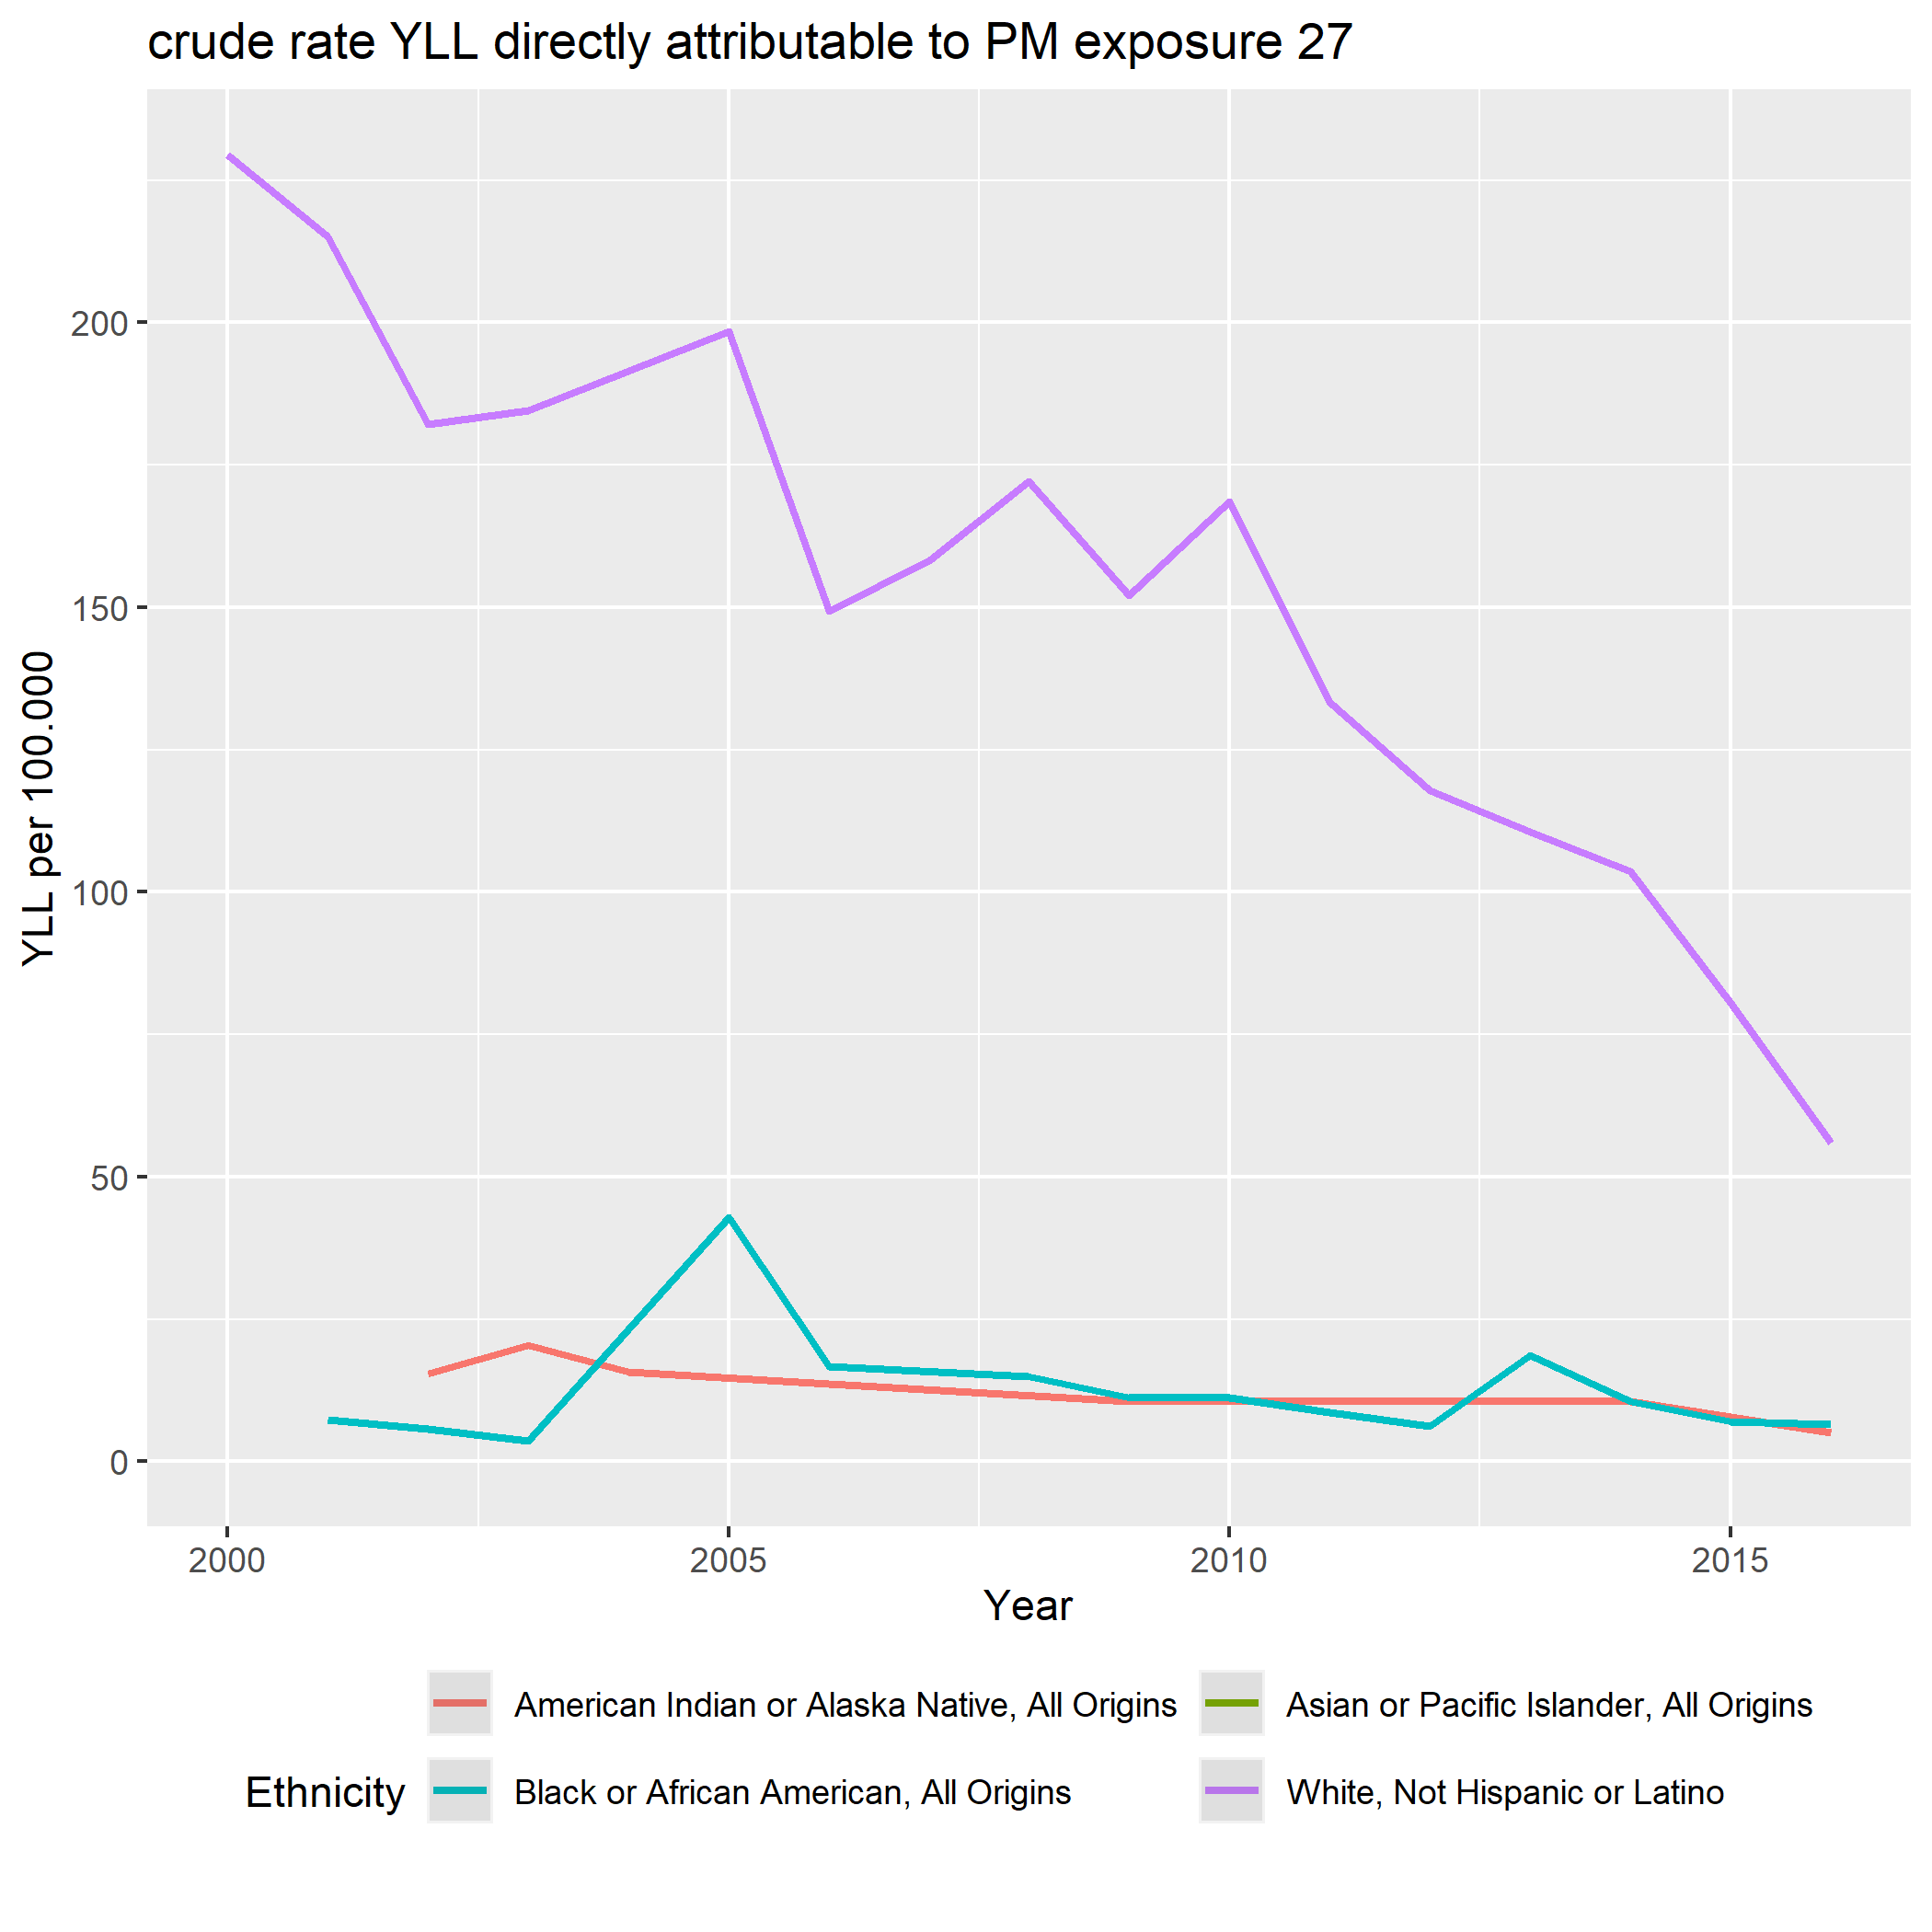 crude rate YLL directly attributable to PM exposure 27
YLL per 100.000
200
150
100
50
0
2000 2005 2010 2015
Year
Ethnicity
American Indian or Alaska Native, All Origins
Asian or Pacific Islander, All Origins
Black or African American, All Origins
White, Not Hispanic or Latino